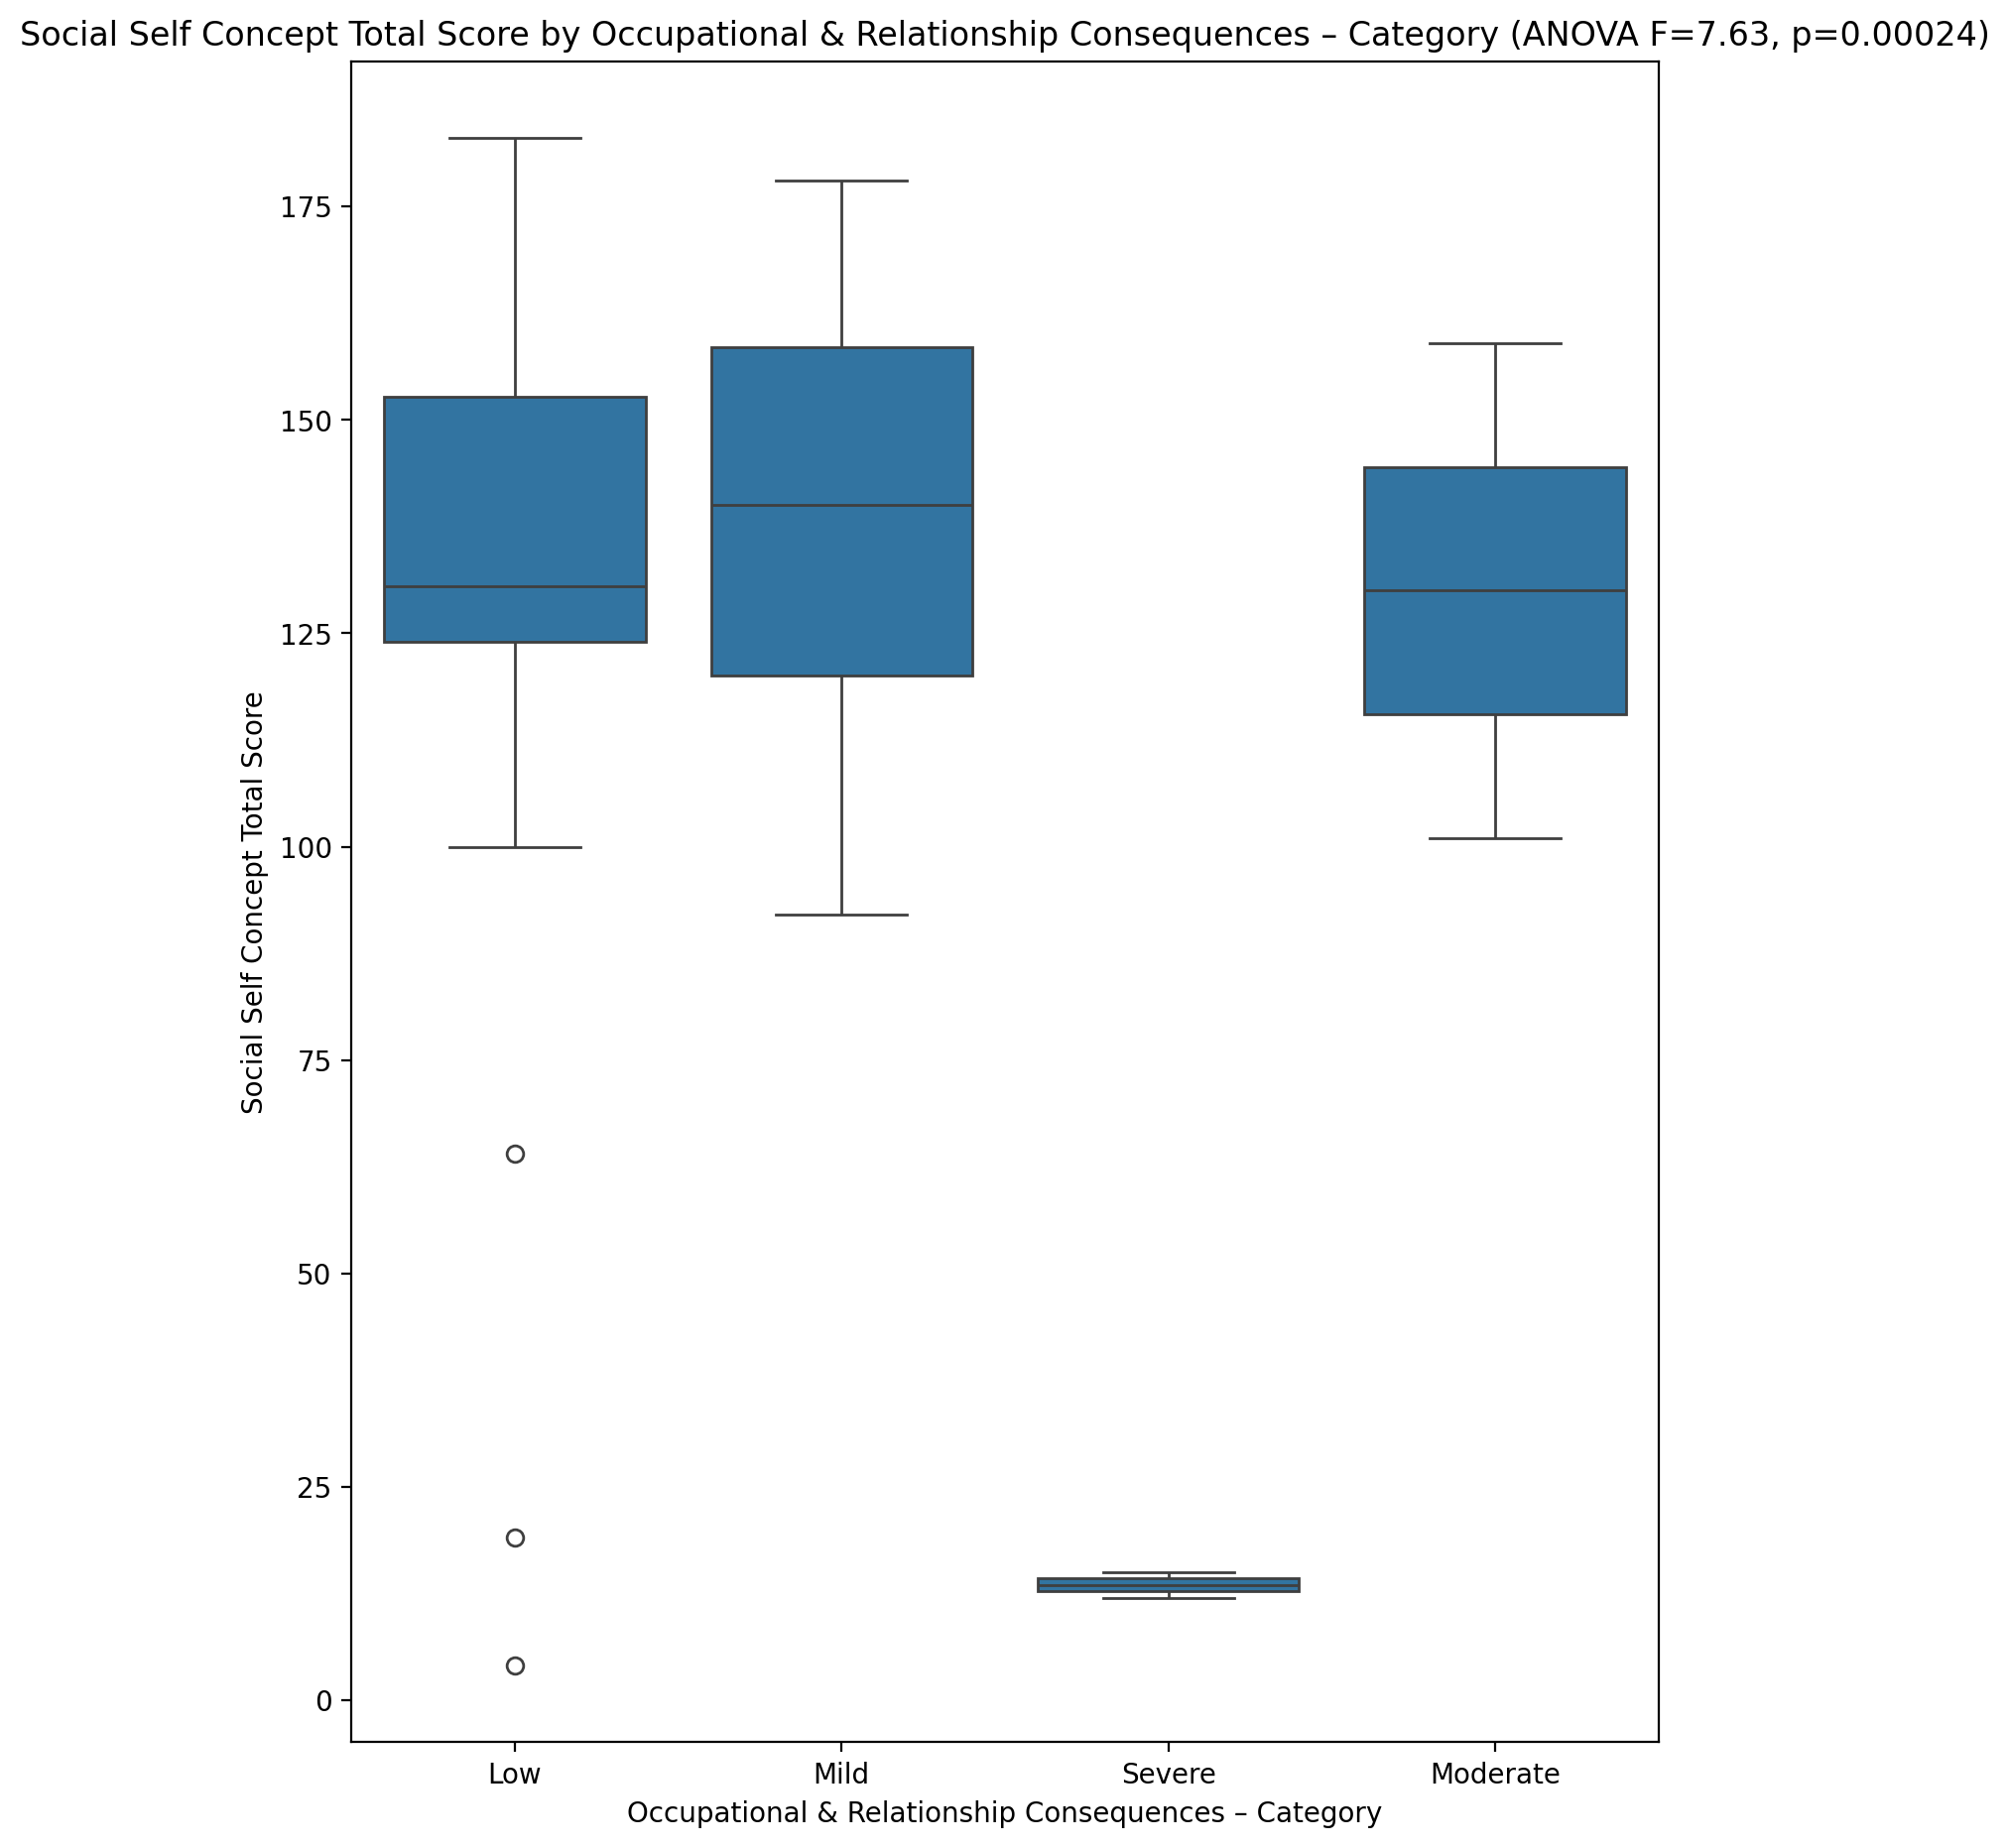 Social Self Concept Total Score by Occupational & Relationship Consequences – Category (ANOVA F=7.63, p=0.00024)
Social Self Concept Total Score
175
150
125
100
75
50
25
0
Low Mild Severe Moderate
Occupational & Relationship Consequences – Category